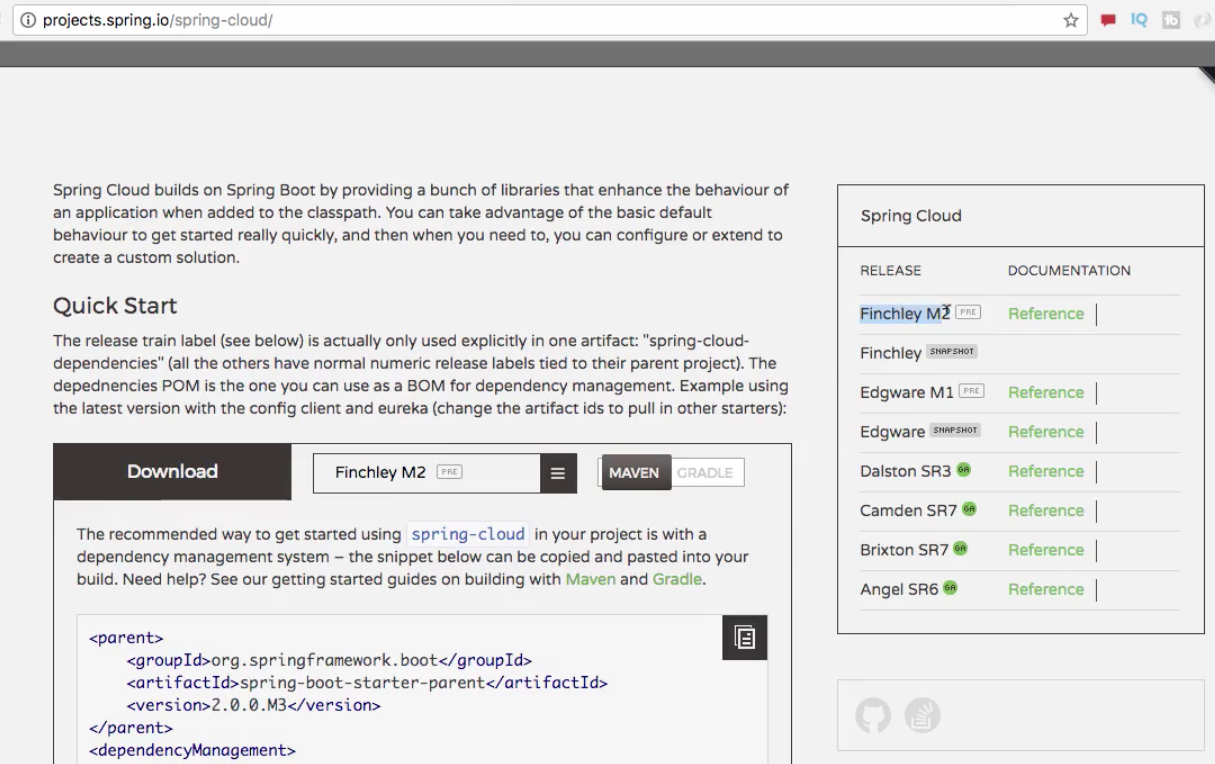 projects.spring.io/spring-cloud/
IQ
Spring Cloud builds on Spring Boot by providing a bunch of libraries that enhance the behaviour of
an application when added to the classpath. You can take advantage of the basic default
behaviour to get started really quickly, and then when you need to, you can configure or extend to
create a custom solution.
Quick Start
The release train label (see below) is actually only used explicitly in one artifact: "spring-cloud-
dependencies" (all the others have normal numeric release labels tied to their parent project). The
depednencies POM is the one you can use as a BOM for dependency management. Example using
the latest version with the config client and eureka (change the artifact ids to pull in other starters):
Download
Finchley M2 PRE
MAVEN GRADLE
The recommended way to get started using spring-cloud in your project is with a
dependency management system – the snippet below can be copied and pasted into your
build. Need help? See our getting started guides on building with Maven and Gradle.
<parent>
<groupId>org.springframework.boot</groupId>
<artifactId>spring-boot-starter-parent</artifactId>
<version>2.0.0.M3</version>
</parent>
<dependencyManagement>
Spring Cloud
RELEASE DOCUMENTATION
Finchley M2 PRE Reference
Finchley SNAPSHOT
Edgware M1 PRE Reference
Edgware SNAPSHOT Reference
Dalston SR3 GA Reference
Camden SR7 GA Reference
Brixton SR7 GA Reference
Angel SR6 GA Reference